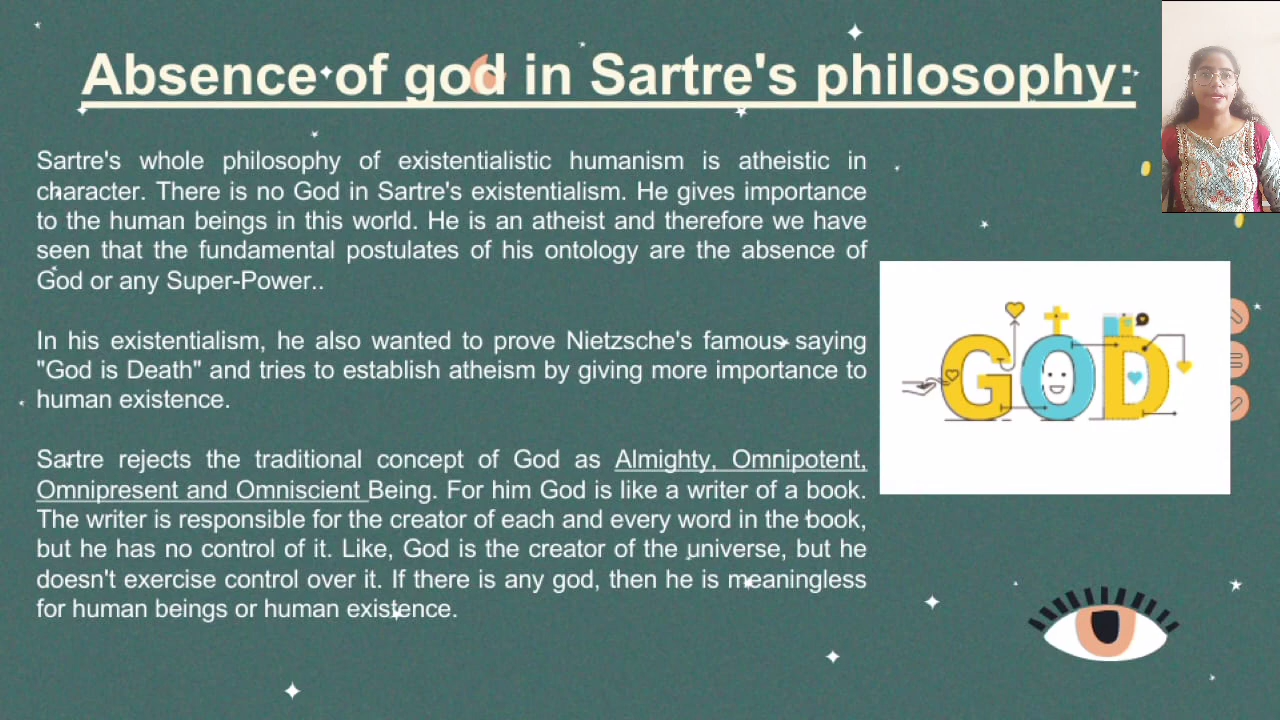 Absence of god in Sartre's philosophy:
Sartre's whole philosophy of existentialistic humanism is atheistic in
character. There is no God in Sartre's existentialism. He gives importance
to the human beings in this world. He is an atheist and therefore we have
seen that the fundamental postulates of his ontology are the absence of
God or any Super-Power..
In his existentialism, he also wanted to prove Nietzsche's famous saying
"God is Death" and tries to establish atheism by giving more importance to
human existence.
Sartre rejects the traditional concept of God as Almighty, Omnipotent,
Omnipresent and Omniscient Being. For him God is like a writer of a book.
The writer is responsible for the creator of each and every word in the book,
but he has no control of it. Like, God is the creator of the universe, but he
doesn't exercise control over it. If there is any god, then he is meaningless
for human beings or human existence.
GOD